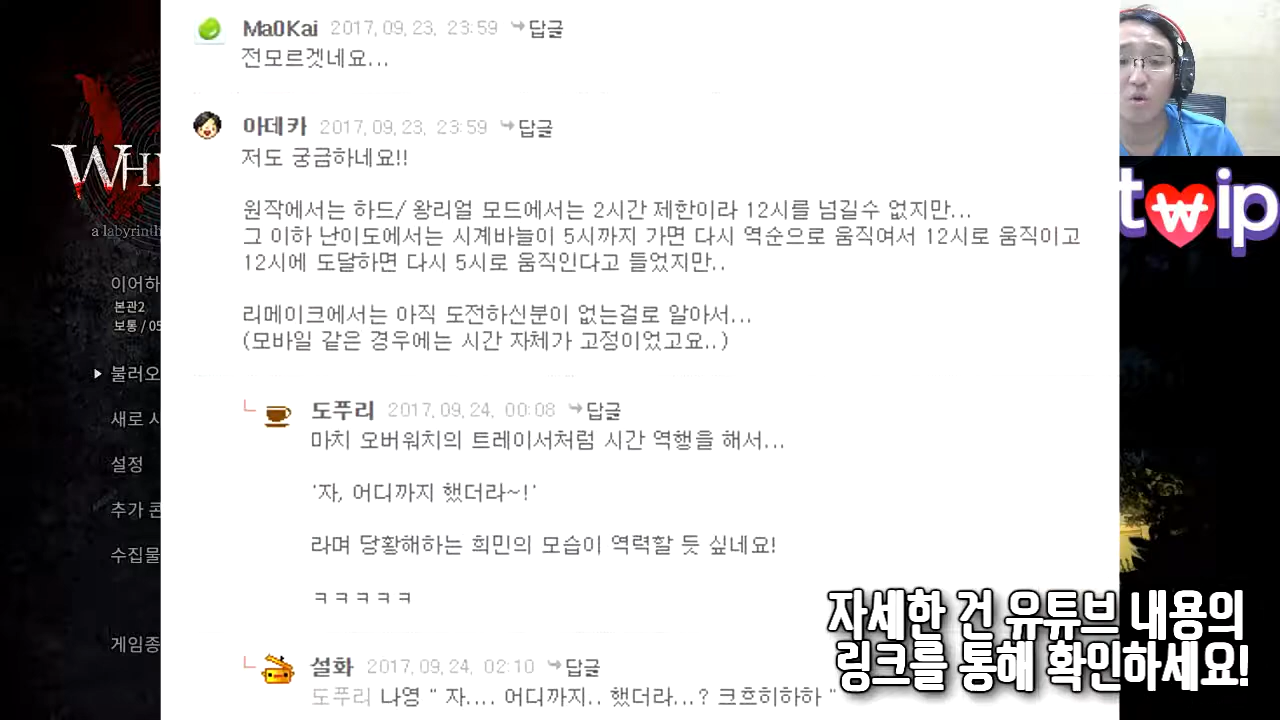 Ma0Kai 2017, 09, 23, 23:59 답글
전모르겟네요...
아데카 2017, 09, 23, 23:59 답글
저도 궁금하네요!!
원작에서는 하드/ 왕리얼 모드에서는 2시간 제한이라 12시를 넘길수 없지만...
그 이하 난이도에서는 시계바늘이 5시까지 가면 다시 역순으로 움직여서 12시로 움직이고
12시에 도달하면 다시 5시로 움직인다고 들었지만..
리메이크에서는 아직 도전하신분이 없는걸로 알아서...
(모바일 같은 경우에는 시간 자체가 고정이었고요..)
도푸리 2017, 09, 24, 00:08 답글
마치 오버워치의 트레이서처럼 시간 역행을 해서...
'자, 어디까지 했더라~!'
라며 당황해하는 희민의 모습이 역력할 듯 싶네요!
ㅋㅋㅋㅋㅋ
설화 2017, 09, 24, 02:10 답글
도푸리 나영 " 자.... 어디까지.. 했더라...? 크흐히하하 "
WHI
a labyrinth
이어하
본관2
보통 / 05
불러오
새로 시
설정
추가 콘
수집물
게임종
twip
자세한 건 유튜브 내용의
링크를 통해 확인하세요!